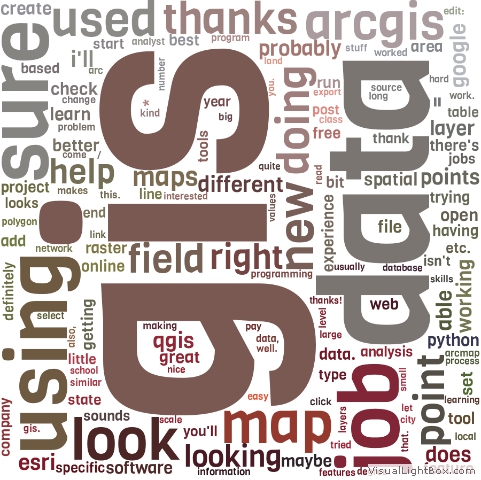 create
used
thanks
arcgis
edit:
start
analyst
best
program
probably
stuff
worked
area
google
sure
based
i'll
arc
number
land
you.
run
export
source
long
hard
work.
check
change
learn
problem
*
kind
year
big
tools
new
doing
post
class
free
thank
ll
table
layer
there's
jobs
better
come
/
help
maps
line
interested
different
quite
read
bit
spatial
points
project
makes
this.
looks
polygon
end
link
values
experience
trying
open
having
add
network
raster
online
field
right
programming
file
etc.
isn't
usually
database
skills
definitely
gis
data
using
select
also,
getting
making
qgis
great
nice
pay
data,
well.
thanks!
level
large
web
able
working
python
little
school
similar
state
data.
analysis
type
small
arcmap
process
set
easy
click
job
point
learning
company
gis.
sounds
scale
you'll
map
layers
let
city
tool
local
look
looking
maybe
tried
that.
does
esri
specific
software
information
features
de
feature
VisualLightBox.com